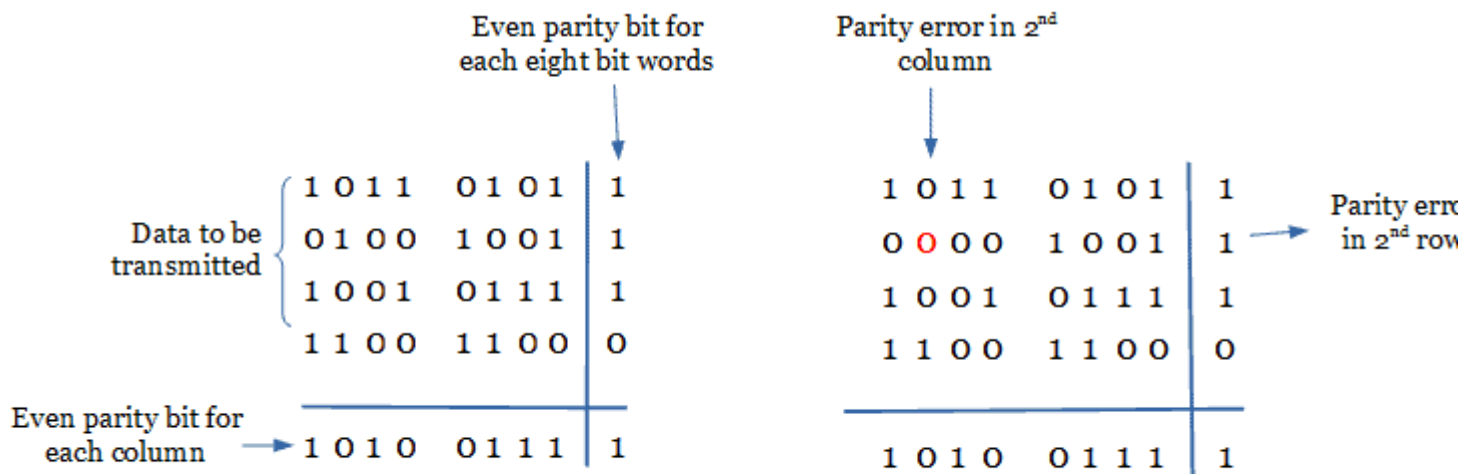 Even parity bit for
each eight bit words
Parity error in 2nd
column
Data to be
transmitted
1 0 1 1 0 1 0 1 1
0 1 0 0 1 0 0 1 1
1 0 0 1 0 1 1 1 1
1 1 0 0 1 1 0 0 0
Even parity bit for
each column
1 0 1 0 0 1 1 1 1
1 0 1 1 0 1 0 1 1
0 0 0 0 1 0 0 1 1
1 0 0 1 0 1 1 1 1
1 1 0 0 1 1 0 0 0
1 0 1 0 0 1 1 1 1
Parity erro
in 2nd row